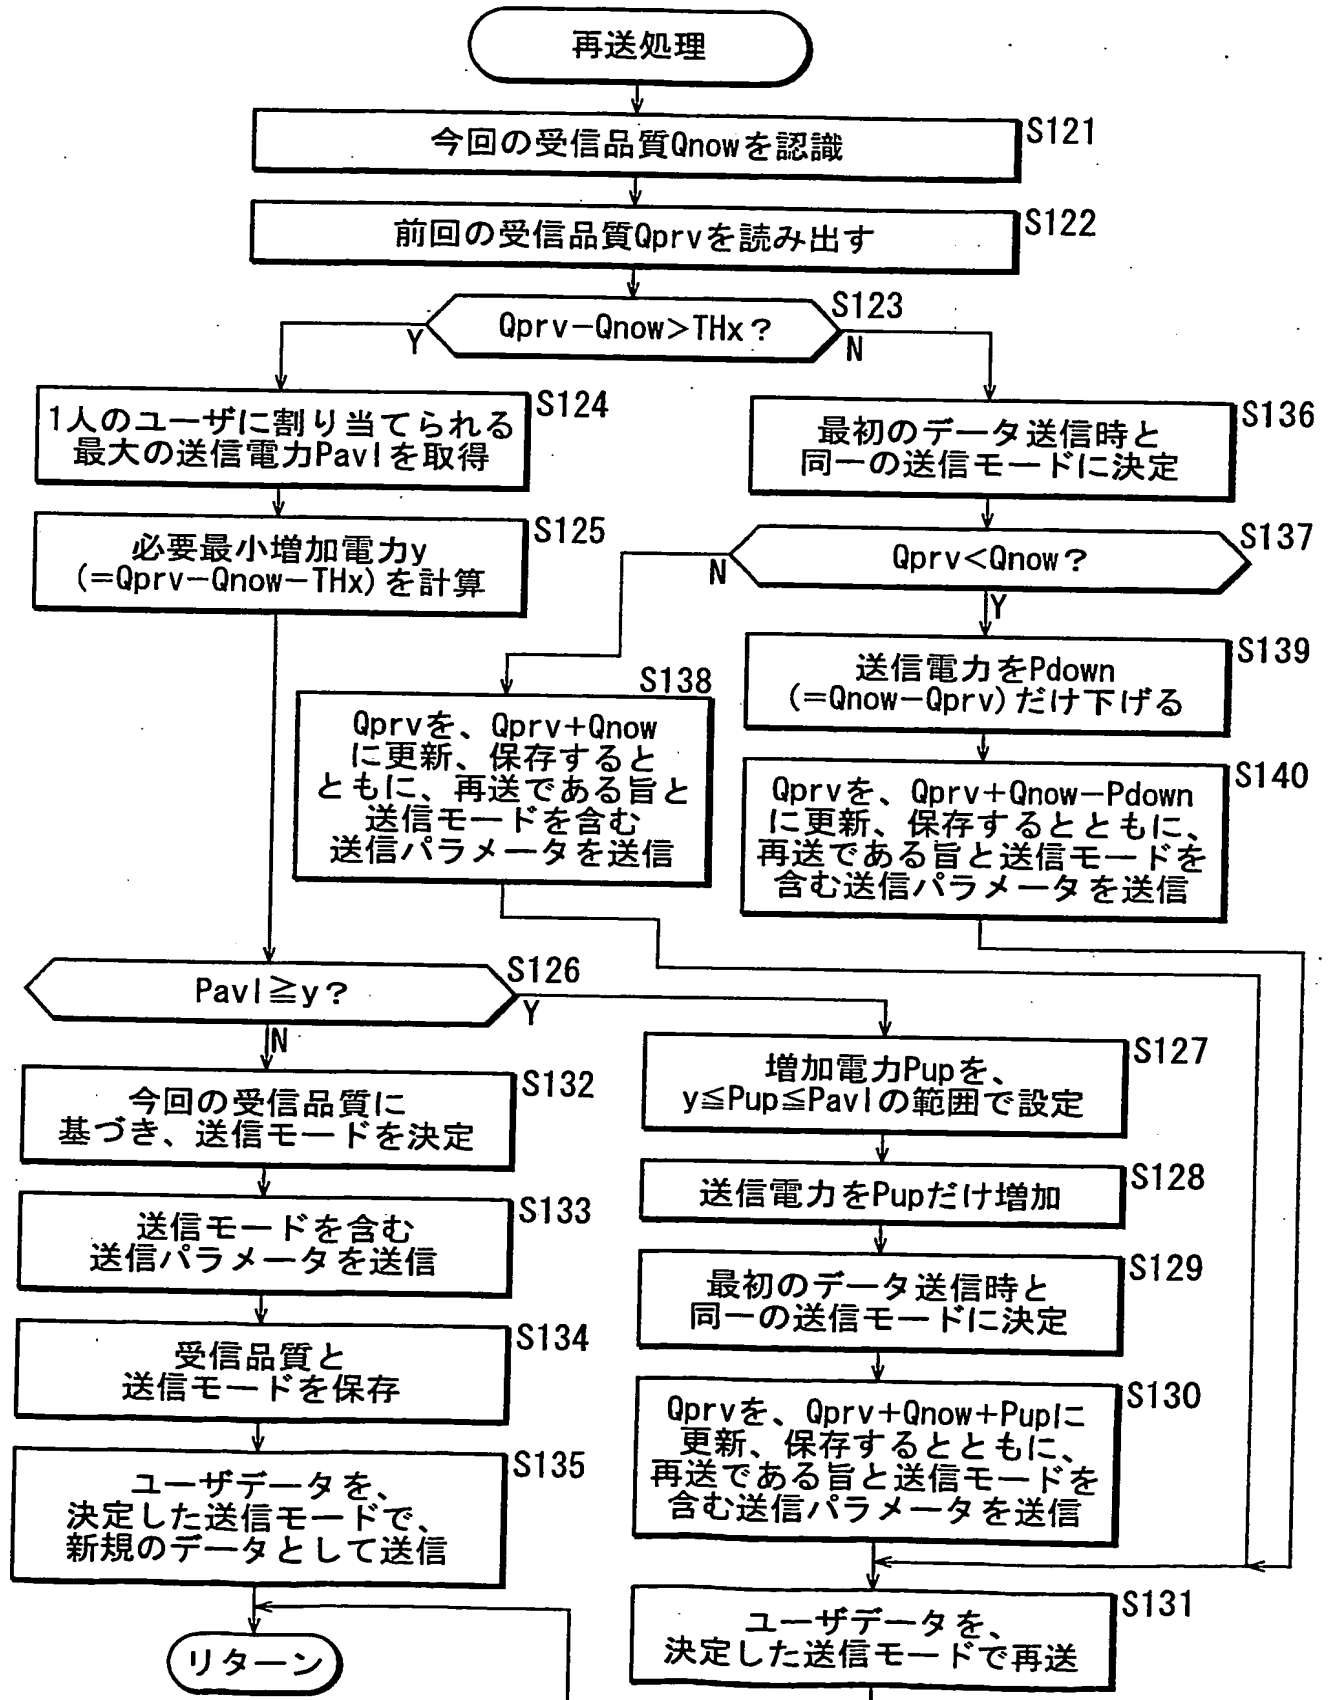 再送処理
今回の受信品質Qnowを認識
S121
前回の受信品質Qprvを読み出す
S122
Qprv−Qnow>THx?
S123
Y
N
1人のユーザに割り当てられる
最大の送信電力Pavlを取得
S124
必要最小増加電力y
(=Qprv−Qnow−THx)を計算
S125
最初のデータ送信時と
同一の送信モードに決定
S136
Qprv<Qnow?
S137
N
Y
S138
Qprvを、Qprv+Qnow
に更新、保存すると
ともに、再送である旨と
送信モードを含む
送信パラメータを送信
送信電力をPdown
(=Qnow−Qprv)だけ下げる
S139
Qprvを、Qprv+Qnow−Pdown
に更新、保存するとともに、
再送である旨と送信モードを
含む送信パラメータを送信
S140
Pavl≧y?
S126
Y
N
増加電力Pupを、
y≦Pup≦Pavlの範囲で設定
S127
送信電力をPupだけ増加
S128
最初のデータ送信時と
同一の送信モードに決定
S129
Qprvを、Qprv+Qnow+Pupに
更新、保存するとともに、
再送である旨と送信モードを
含む送信パラメータを送信
S130
ユーザデータを、
決定した送信モードで再送
S131
今回の受信品質に
基づき、送信モードを決定
S132
送信モードを含む
送信パラメータを送信
S133
受信品質と
送信モードを保存
S134
ユーザデータを、
決定した送信モードで、
新規のデータとして送信
S135
リターン